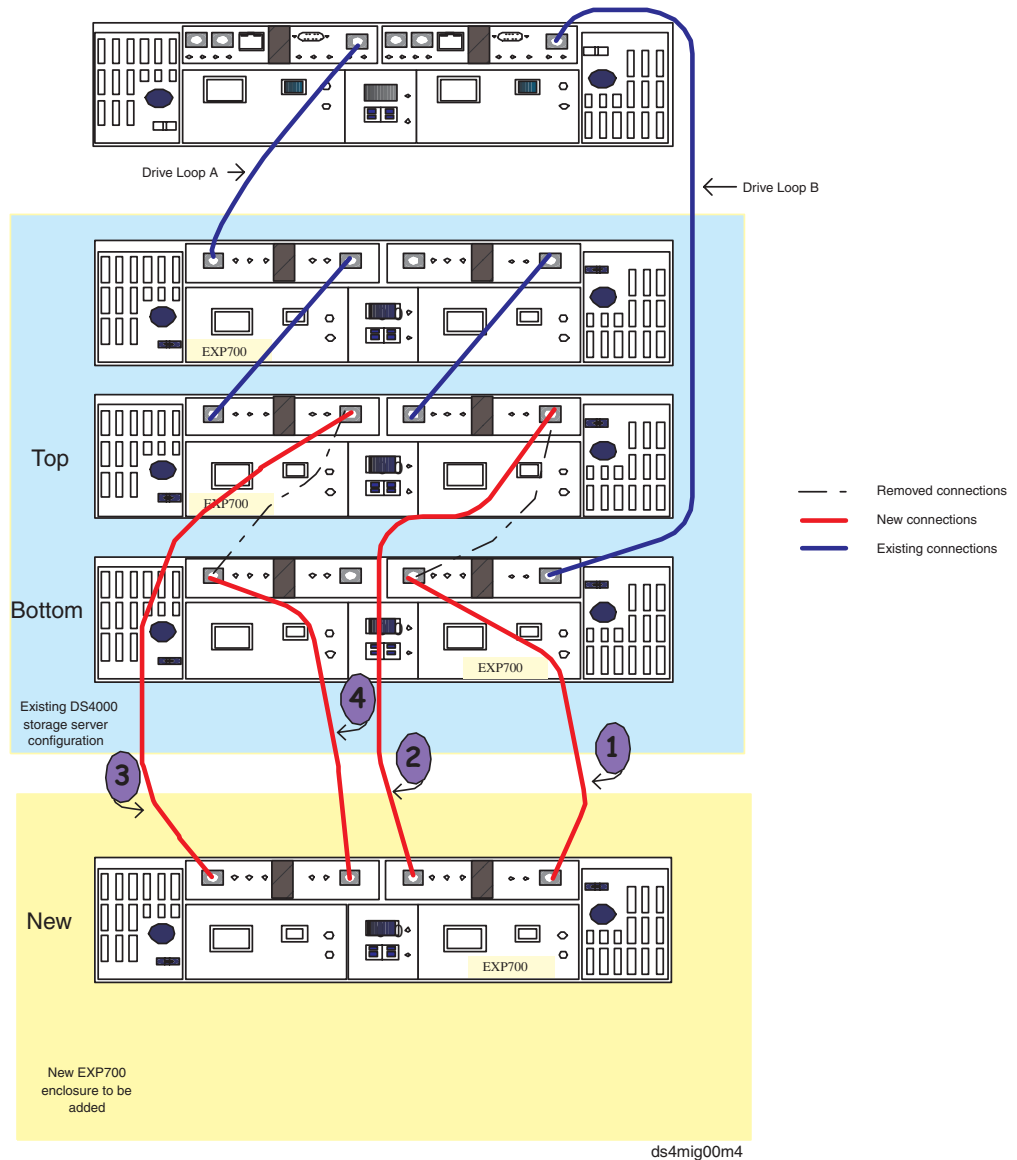 Drive Loop A
Drive Loop B
EXP700
Top
EXP700
Removed connections
New connections
Existing connections
Bottom
EXP700
Existing DS4000
storage server
configuration
4
3
2
1
New
EXP700
New EXP700
enclosure to be
added
ds4mig00m4